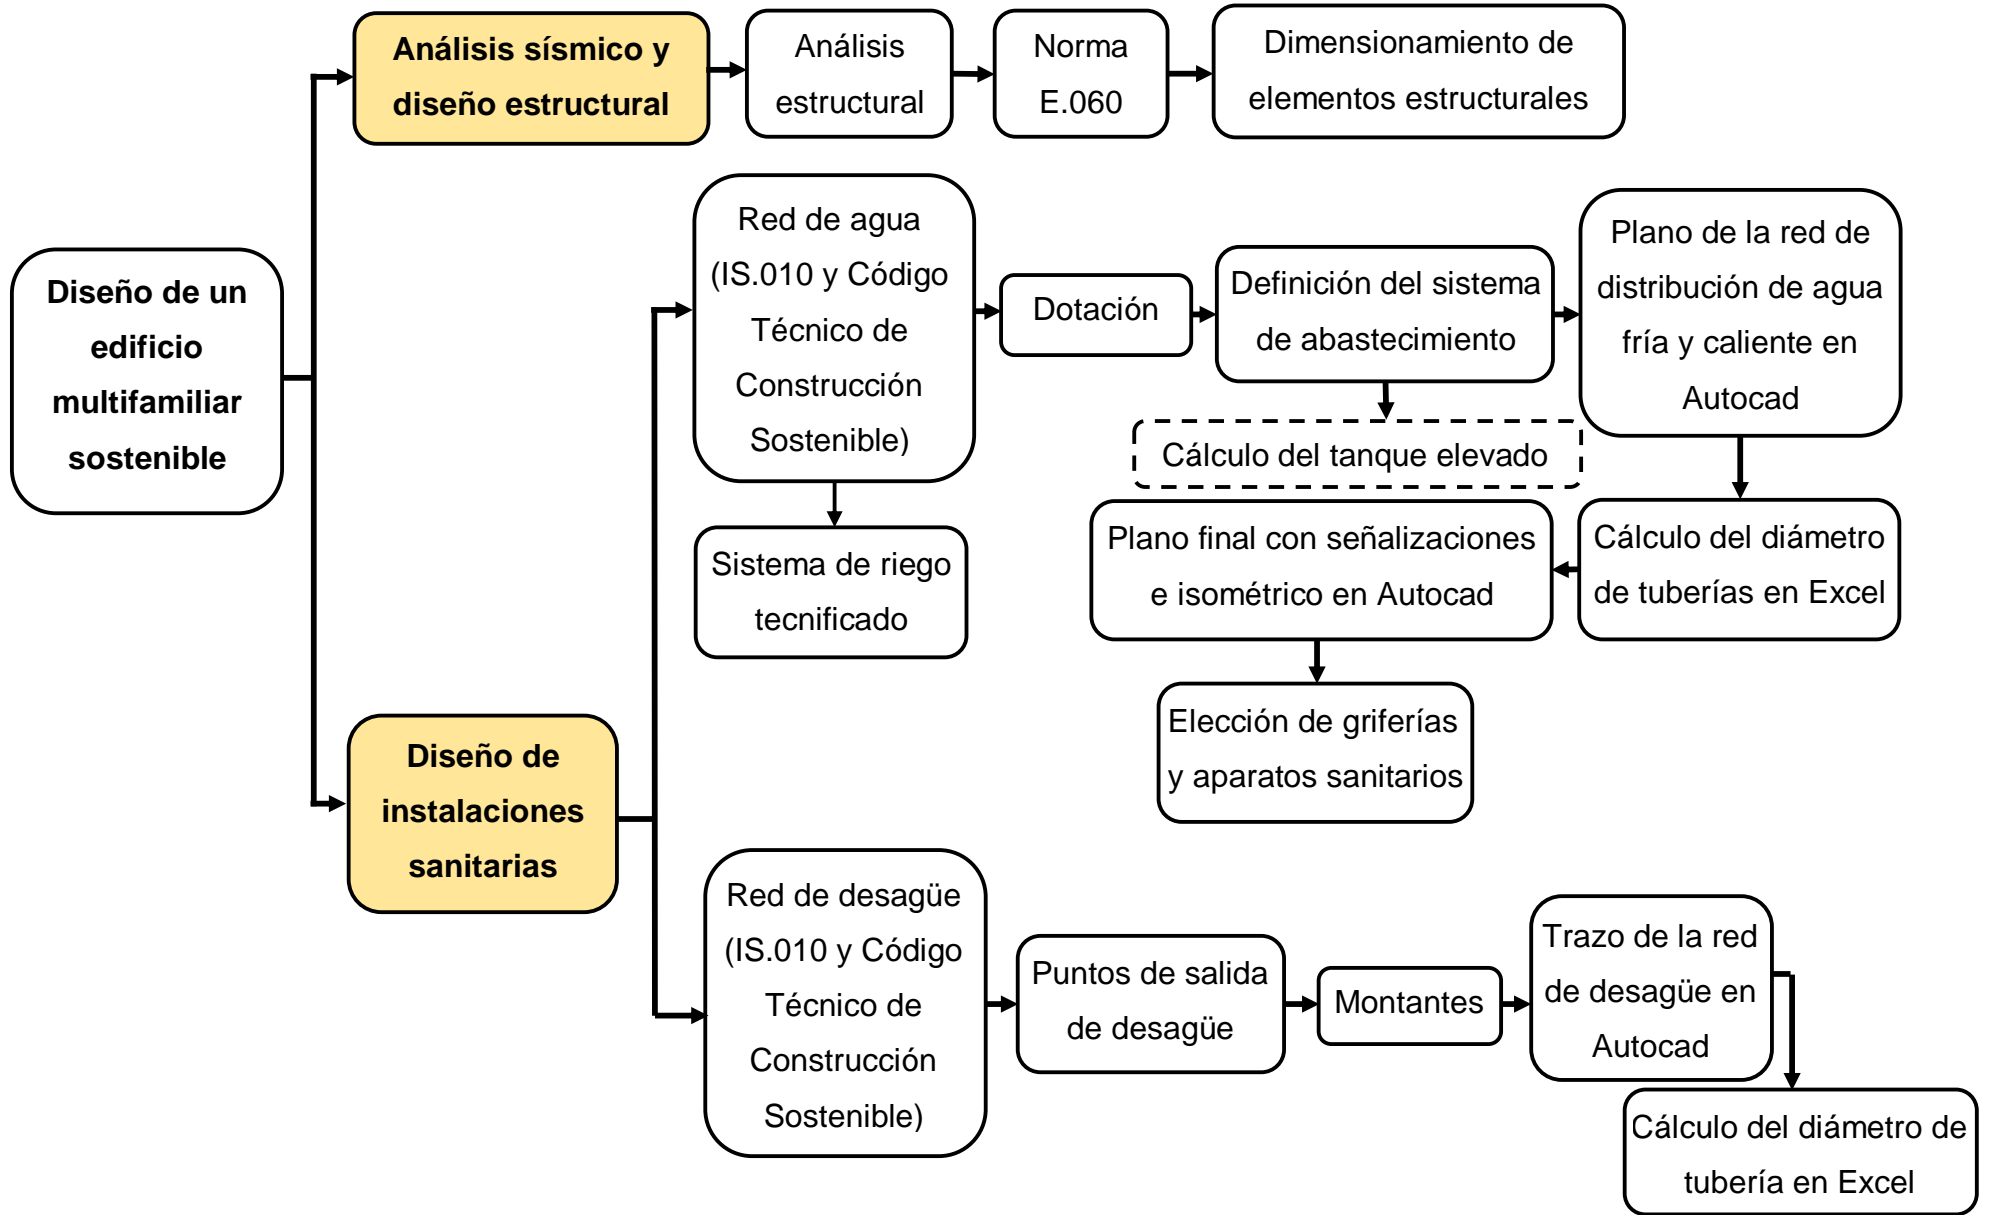 Diseño de un
edificio
multifamiliar
sostenible
Análisis sísmico y
diseño estructural
Análisis
estructural
Norma
E.060
Dimensionamiento de
elementos estructurales
Diseño de
instalaciones
sanitarias
Red de agua
(IS.010 y Código
Técnico de
Construcción
Sostenible)
Sistema de riego
tecnificado
Dotación
Definición del sistema
de abastecimiento
Cálculo del tanque elevado
Plano de la red de
distribución de agua
fría y caliente en
Autocad
Cálculo del diámetro
de tuberías en Excel
Plano final con señalizaciones
e isométrico en Autocad
Elección de griferías
y aparatos sanitarios
Red de desagüe
(IS.010 y Código
Técnico de
Construcción
Sostenible)
Puntos de salida
de desagüe
Montantes
Trazo de la red
de desagüe en
Autocad
Cálculo del diámetro de
tubería en Excel